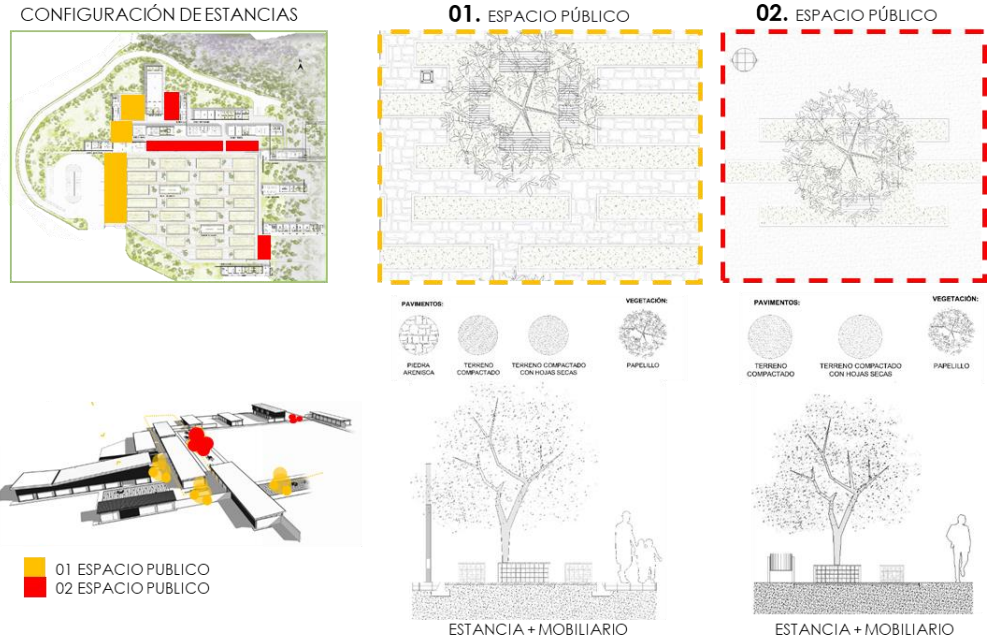 CONFIGURACIÓN DE ESTANCIAS
01. ESPACIO PÚBLICO
02. ESPACIO PÚBLICO
PAVIMENTOS:
VEGETACIÓN:
PIEDRA
ARENISCA
TERRENO
COMPACTADO
TERRENO COMPACTADO
CON HOJAS SECAS
PAPELILLO
PAVIMENTOS:
VEGETACIÓN:
TERRENO
COMPACTADO
TERRENO COMPACTADO
CON HOJAS SECAS
PAPELILLO
01 ESPACIO PUBLICO
02 ESPACIO PUBLICO
ESTANCIA + MOBILIARIO
ESTANCIA + MOBILIARIO